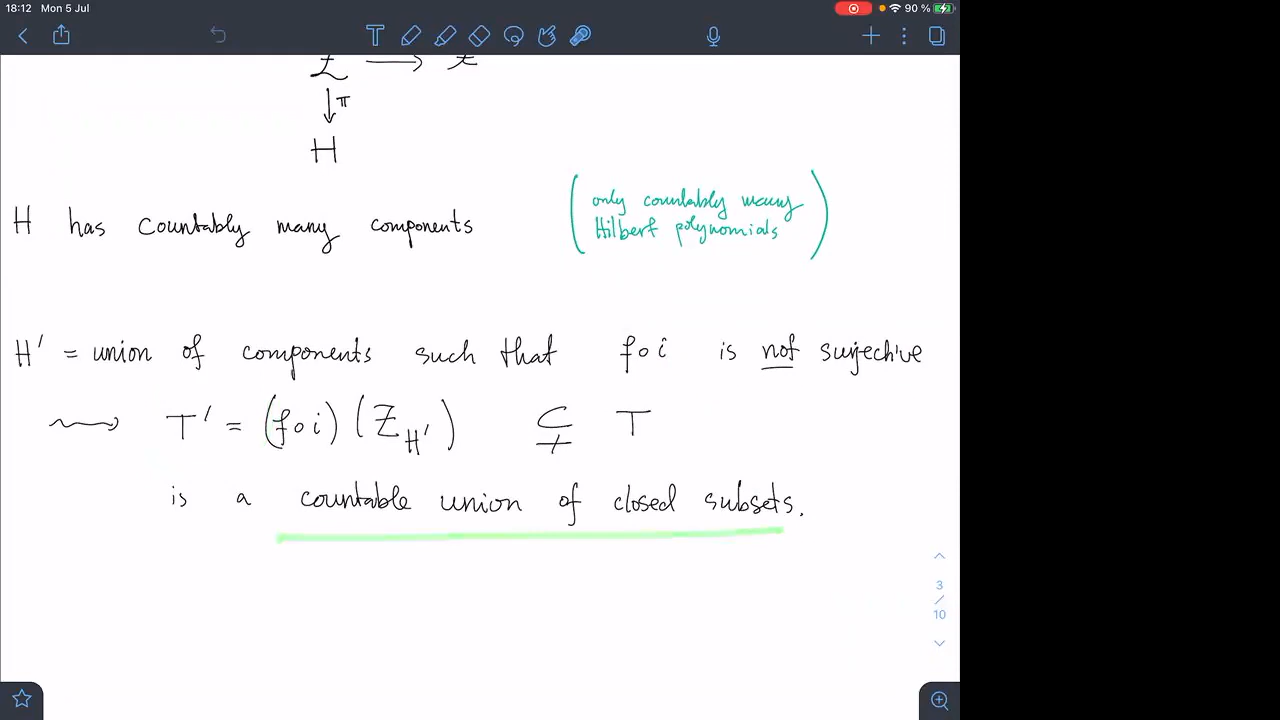 18:12 Mon 5 Jul
90 %
Z ⟶ X
↓ π
H
H has countably many components
(only countably many
Hilbert polynomials)
H' = union of components such that f∘i is not surjective
⟿ T' = (f∘i)(Z_H') ⊊ T
is a countable union of closed subsets.
3
/
10